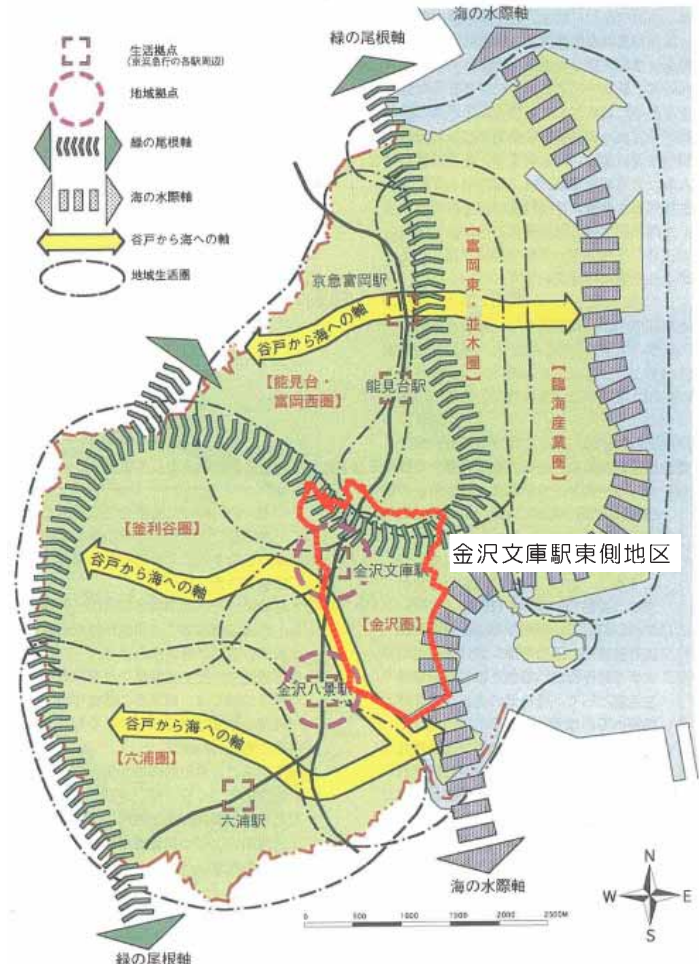 生活拠点
(京浜急行の各駅周辺)
地域拠点
緑の尾根軸
海の水際軸
谷戸から海への軸
地域生活圏
緑の尾根軸
海の水際軸
京急富岡駅
谷戸から海への軸
【富岡東・並木圏】
【能見台・
富岡西圏】
能見台駅
【臨海産業圏】
【釜利谷圏】
谷戸から海への軸
金沢文庫駅
金沢文庫駅東側地区
【金沢圏】
金沢八景駅
谷戸から海への軸
【六浦圏】
六浦駅
海の水際軸
緑の尾根軸
N
W
E
S
0 500 1000 1500 2000 2500M